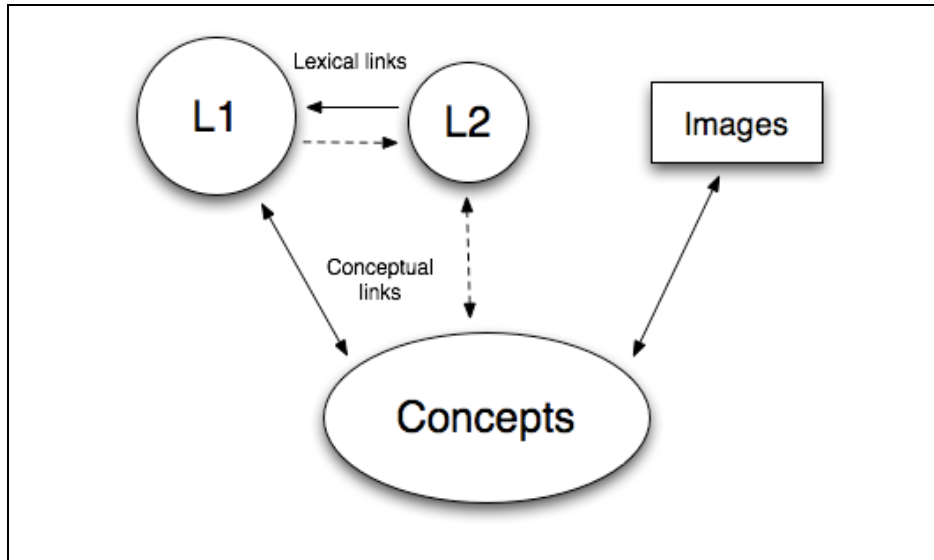 Lexical links
L1
L2
Images
Conceptual
links
Concepts